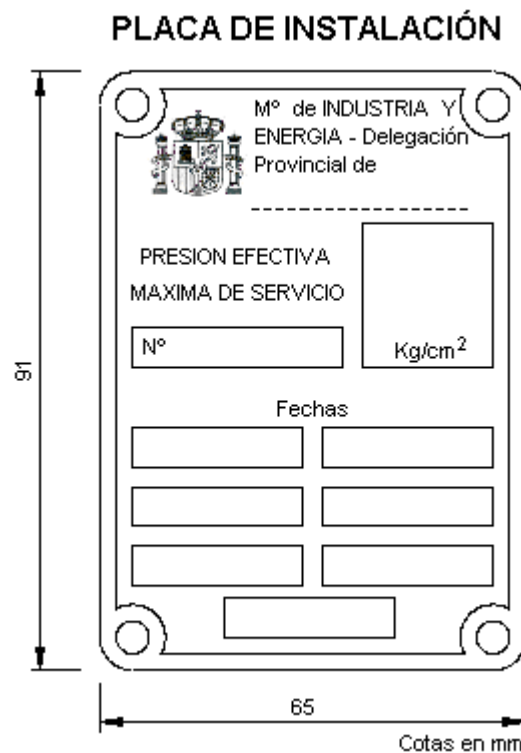 PLACA DE INSTALACIÓN
Mº de INDUSTRIA Y
ENERGIA - Delegación
Provincial de
PRESION EFECTIVA
MAXIMA DE SERVICIO
Nº
Kg/cm²
Fechas
91
65
Cotas en mm